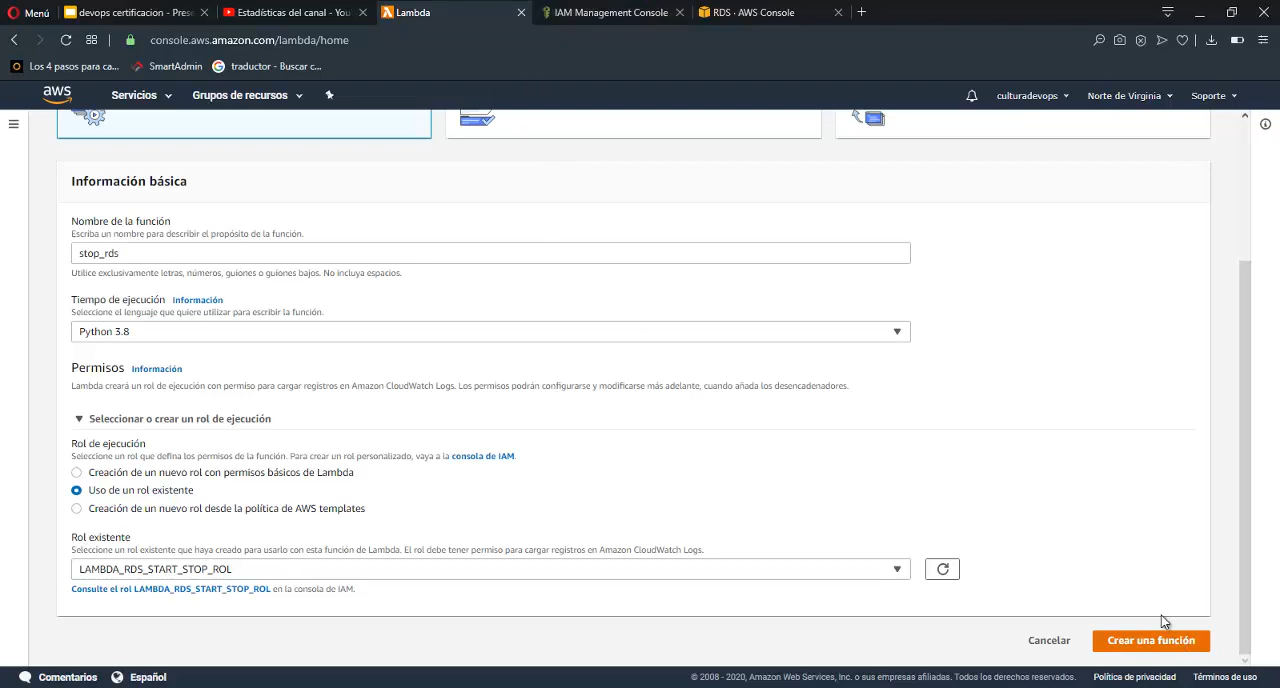 Menú
devops certificacion - Prese
Estadísticas del canal - You
Lambda
IAM Management Console
RDS · AWS Console
console.aws.amazon.com/lambda/home
Los 4 pasos para ca...
SmartAdmin
traductor - Buscar c...
aws
Servicios
Grupos de recursos
culturadevops
Norte de Virginia
Soporte
Información básica
Nombre de la función
Escriba un nombre para describir el propósito de la función.
stop_rds
Utilice exclusivamente letras, números, guiones o guiones bajos. No incluya espacios.
Tiempo de ejecución Información
Seleccione el lenguaje que quiere utilizar para escribir la función.
Python 3.8
Permisos Información
Lambda creará un rol de ejecución con permiso para cargar registros en Amazon CloudWatch Logs. Los permisos podrán configurarse y modificarse más adelante, cuando añada los desencadenadores.
Seleccionar o crear un rol de ejecución
Rol de ejecución
Seleccione un rol que defina los permisos de la función. Para crear un rol personalizado, vaya a la consola de IAM.
Creación de un nuevo rol con permisos básicos de Lambda
Uso de un rol existente
Creación de un nuevo rol desde la política de AWS templates
Rol existente
Seleccione un rol existente que haya creado para usarlo con esta función de Lambda. El rol debe tener permiso para cargar registros en Amazon CloudWatch Logs.
LAMBDA_RDS_START_STOP_ROL
Consulte el rol LAMBDA_RDS_START_STOP_ROL en la consola de IAM.
Cancelar
Crear una función
Comentarios
Español
© 2008 - 2020, Amazon Web Services, Inc. o sus empresas afiliadas. Todos los derechos reservados.
Política de privacidad
Términos de uso